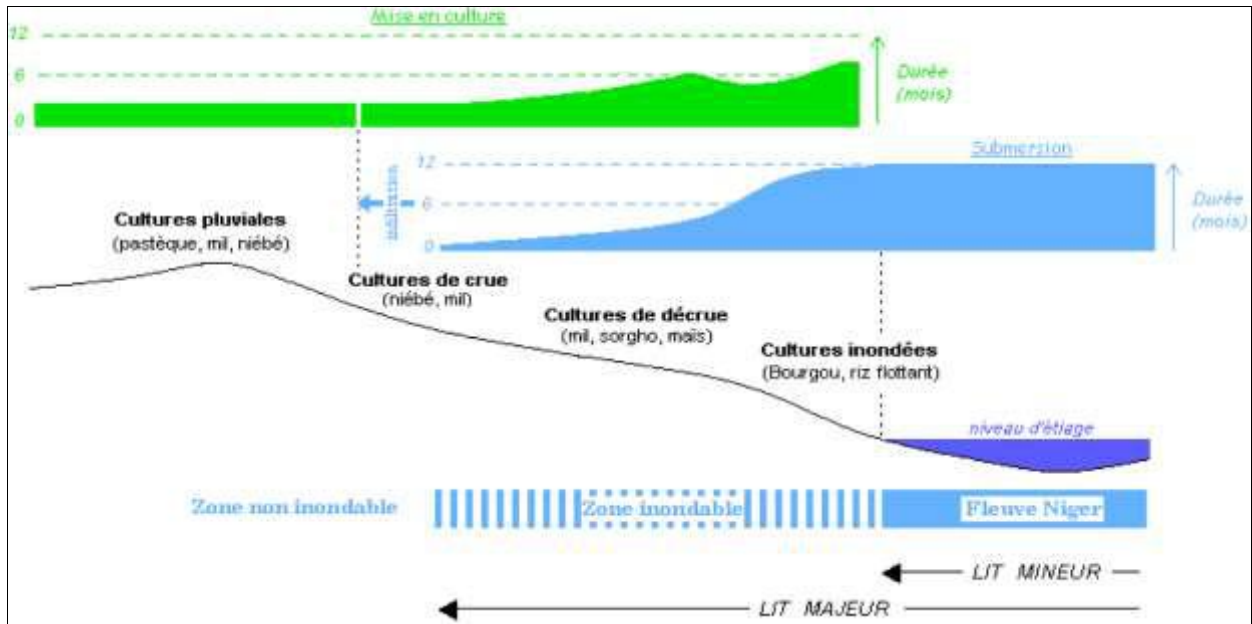 Mise en culture
12
6
0
Durée
(mois)
Submersion
12
6
0
Infiltration
Durée
(mois)
Cultures pluviales
(pastèque, mil, niébé)
Cultures de crue
(niébé, mil)
Cultures de décrue
(mil, sorgho, maïs)
Cultures inondées
(Bourgou, riz flottant)
niveau d'étiage
Zone non inondable
Zone inondable
Fleuve Niger
LIT MINEUR
LIT MAJEUR